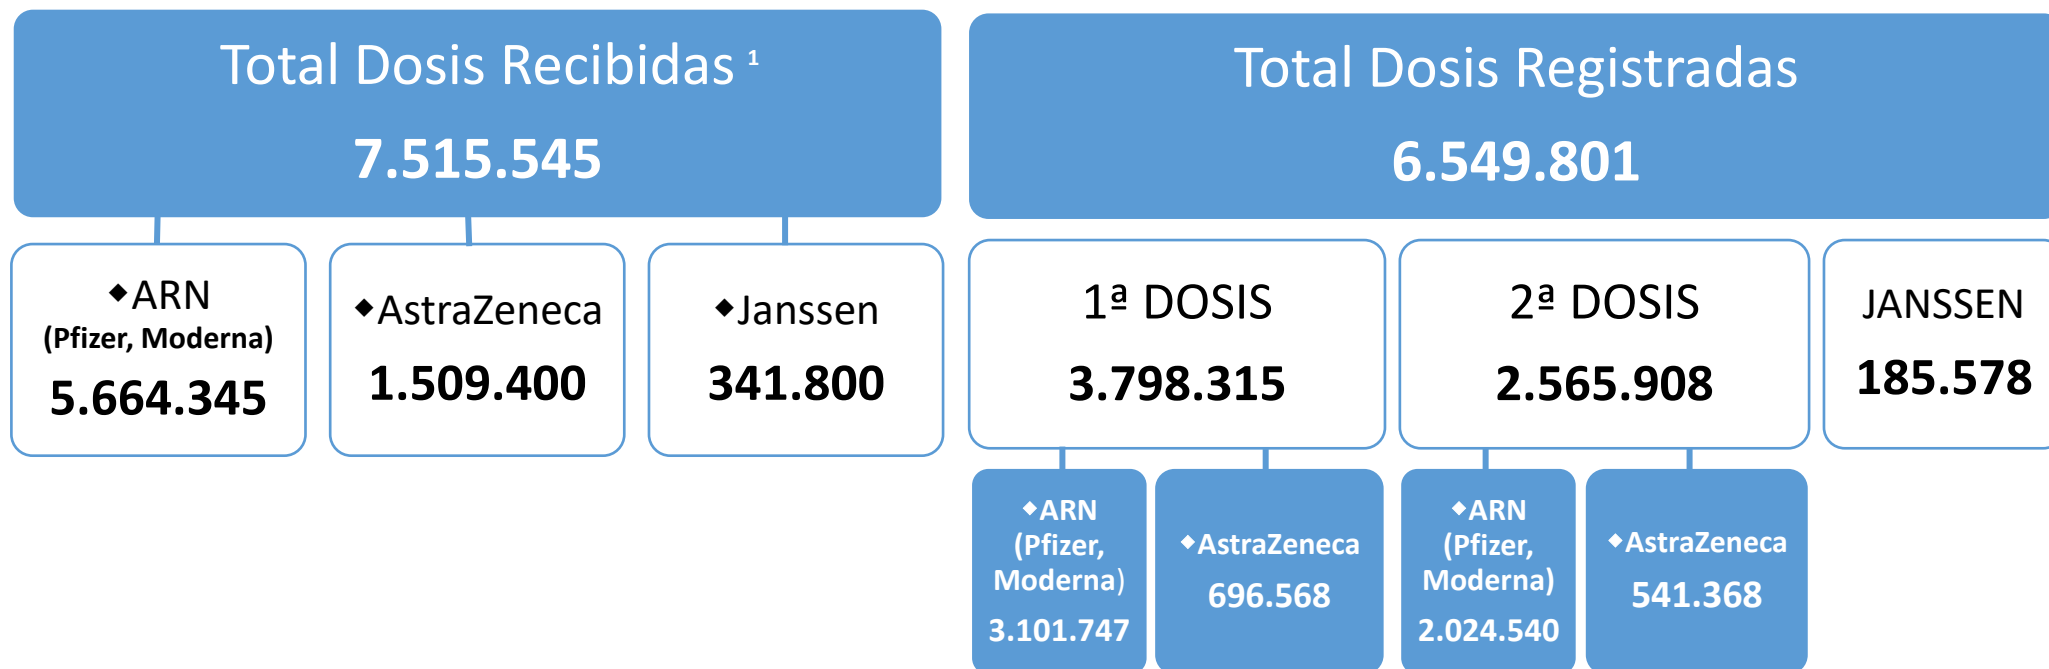 Total Dosis Recibidas ¹
7.515.545
◆ARN
(Pfizer, Moderna)
5.664.345
◆AstraZeneca
1.509.400
◆Janssen
341.800
Total Dosis Registradas
6.549.801
1ª DOSIS
3.798.315
◆ARN
(Pfizer,
Moderna)
3.101.747
◆AstraZeneca
696.568
2ª DOSIS
2.565.908
◆ARN
(Pfizer,
Moderna)
2.024.540
◆AstraZeneca
541.368
JANSSEN
185.578